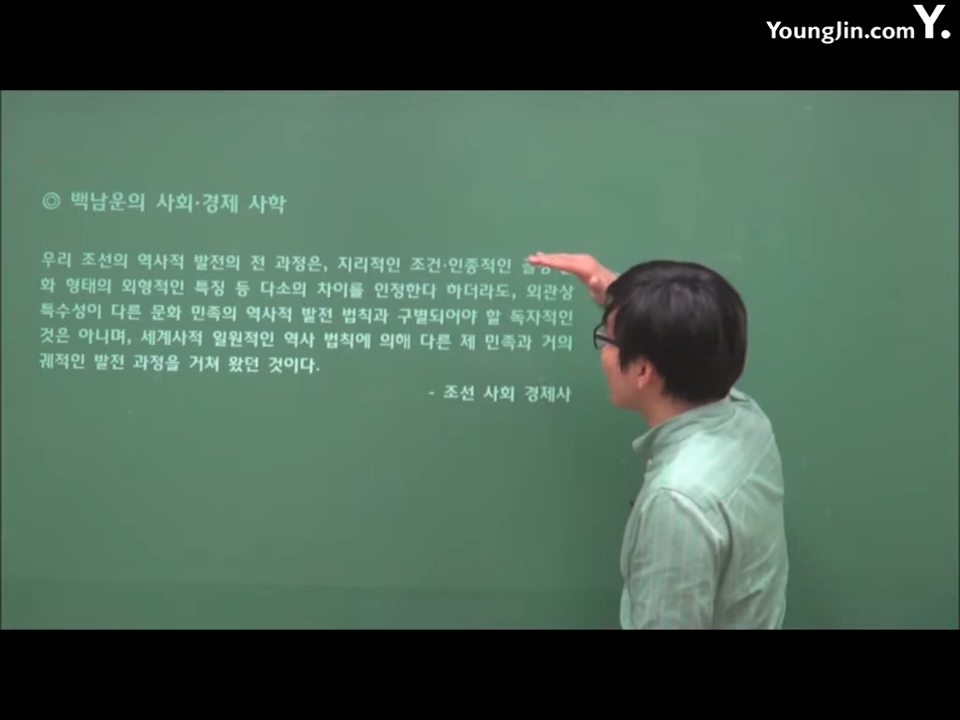 YoungJin.com Y.
◎ 백남운의 사회·경제 사학
우리 조선의 역사적 발전의 전 과정은, 지리적인 조건·인종적인
화 형태의 외형적인 특징 등 다소의 차이를 인정한다 하더라도, 외관상
특수성이 다른 문화 민족의 역사적 발전 법칙과 구별되어야 할 독자적인
것은 아니며, 세계사적 일원적인 역사 법칙에 의해 다른 제 민족과 거의
궤적인 발전 과정을 거쳐 왔던 것이다.
- 조선 사회 경제사